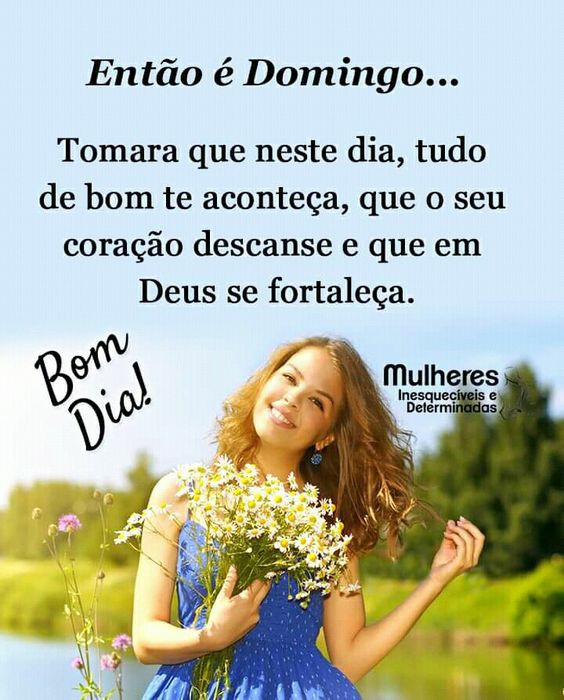 Então é Domingo...
Tomara que neste dia, tudo
de bom te aconteça, que o seu
coração descanse e que em
Deus se fortaleça.
Bom
Dia!
Mulheres
Inesquecíveis e
Determinadas